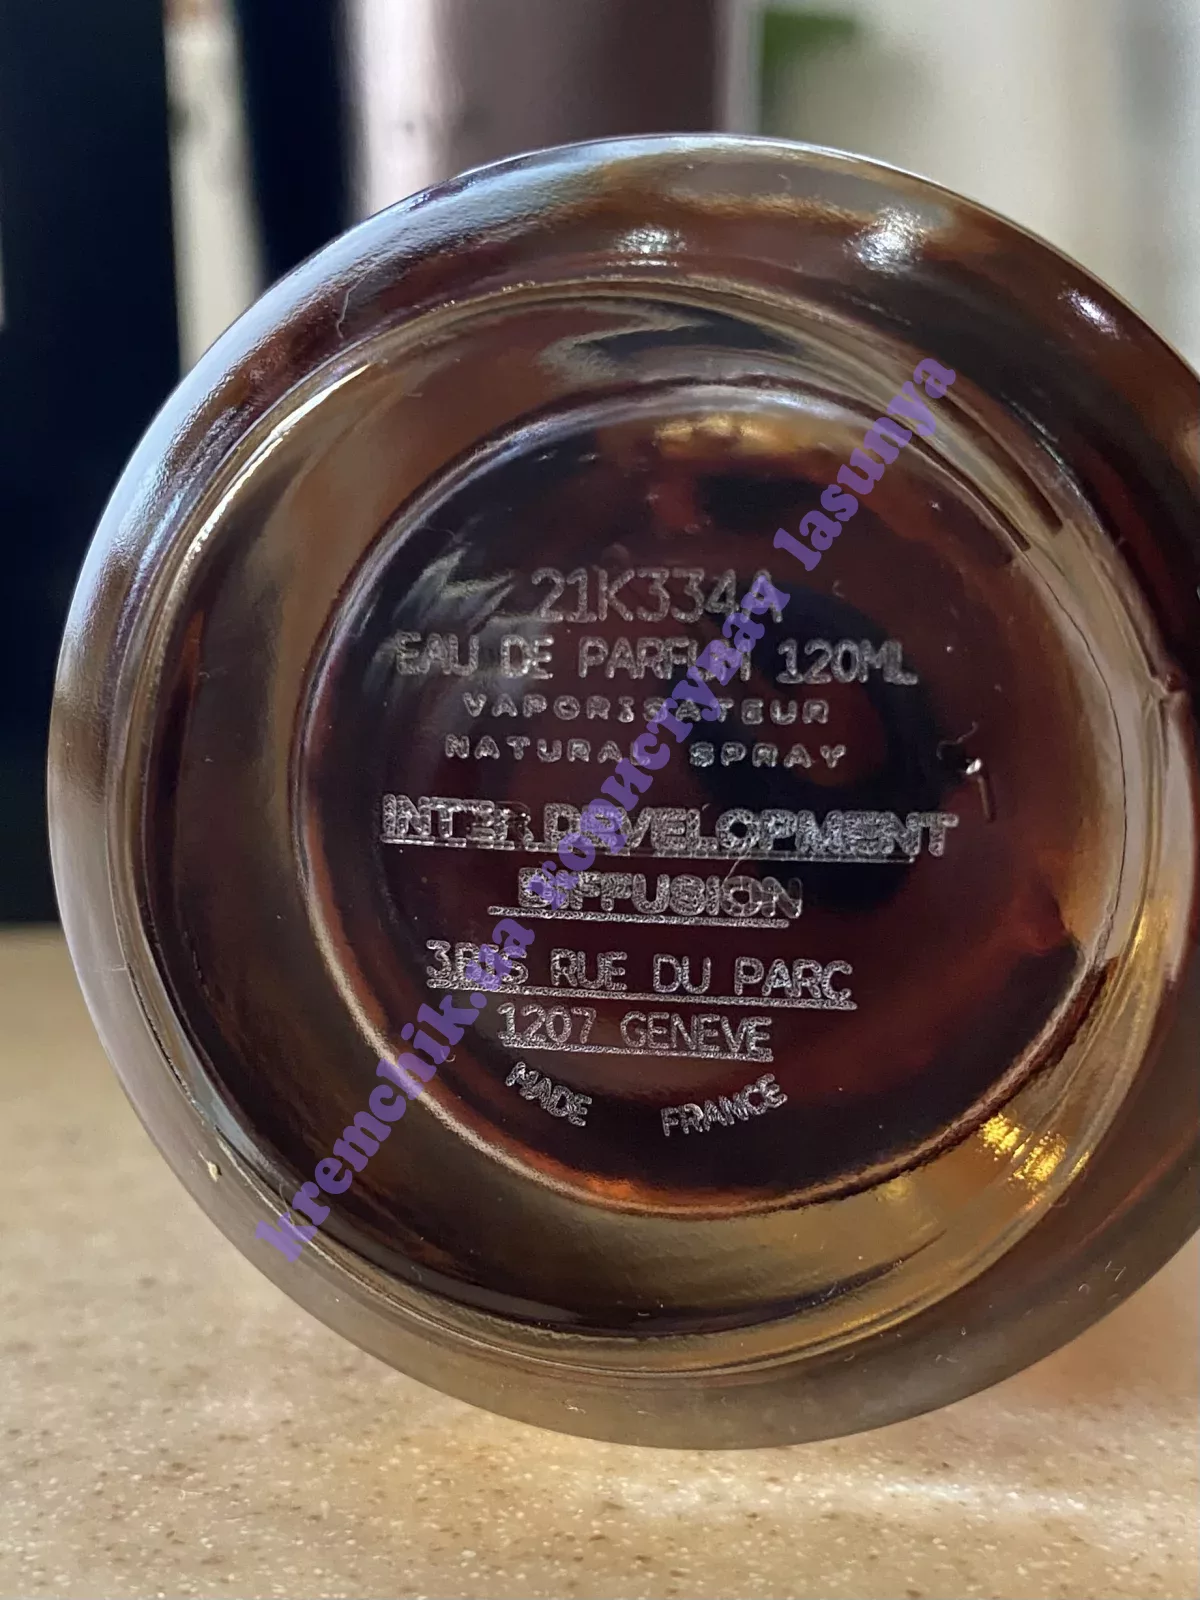 21K334A
EAU DE PARFUM 120ML
VAPORISATEUR
NATURAL SPRAY
INTER DEVELOPMENT
DIFFUSION
RUE DU PARC
1207 GENEVE
MADE FRANCE
kremchik.ua користувач lasunya